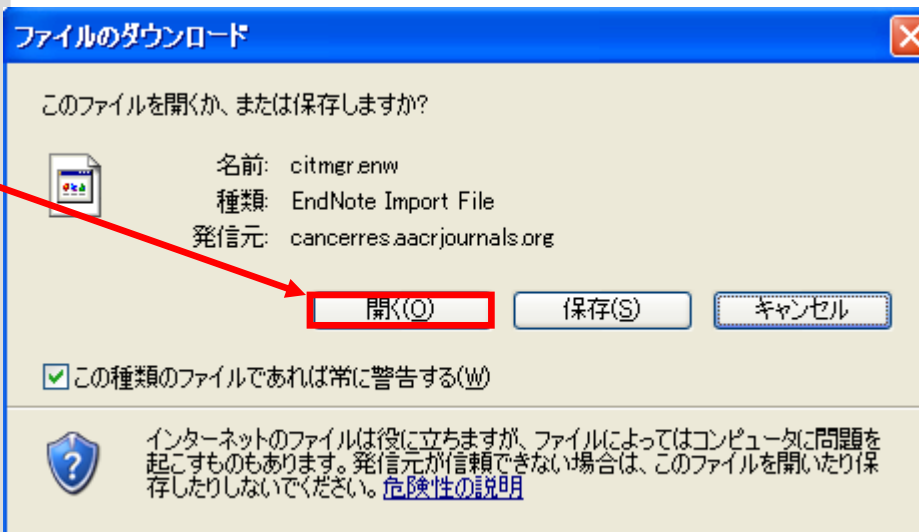 ファイルのダウンロード
このファイルを開くか、または保存しますか?
名前: citmgr.enw
種類: EndNote Import File
発信元: cancerres.aacrjournals.org
開く(O) 保存(S) キャンセル
この種類のファイルであれば常に警告する(W)
インターネットのファイルは役に立ちますが、ファイルによってはコンピュータに問題を
起こすものもあります。発信元が信頼できない場合は、このファイルを開いたり保
存したりしないでください。危険性の説明